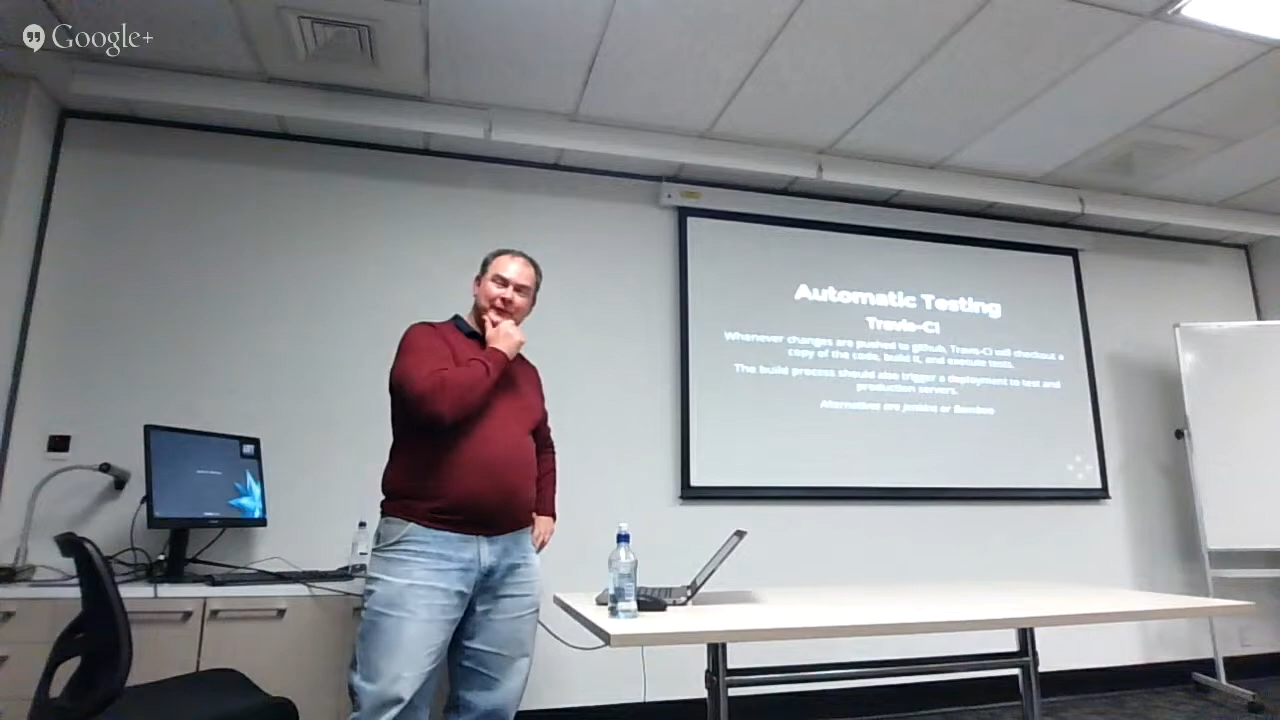 Google+
Automatic Testing
Travis-CI
Whenever changes are pushed to github, Travis-CI will checkout a
copy of the code, build it, and execute tests.
The build process should also trigger a deployment to test and
production servers.
Alternatives are Jenkins or Bamboo